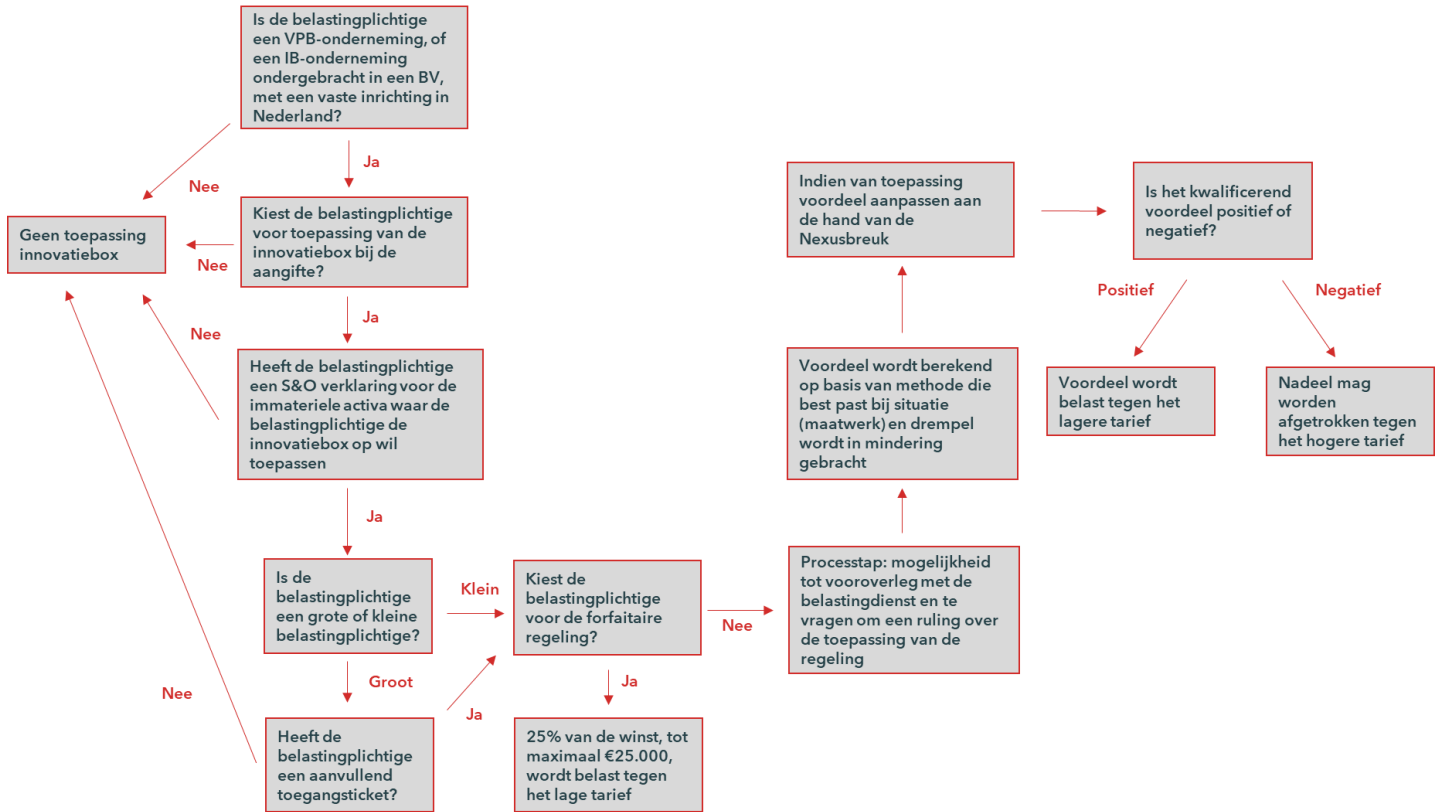 Is de belastingplichtige
een VPB-onderneming, of
een IB-onderneming
ondergebracht in een BV,
met een vaste inrichting in
Nederland?
Nee
Ja
Geen toepassing
innovatiebox
Kiest de belastingplichtige
voor toepassing van de
innovatiebox bij de
aangifte?
Nee
Ja
Nee
Heeft de belastingplichtige
een S&O verklaring voor de
immateriele activa waar de
belastingplichtige de
innovatiebox op wil
toepassen
Ja
Is de
belastingplichtige
een grote of kleine
belastingplichtige?
Klein
Groot
Nee
Heeft de
belastingplichtige
een aanvullend
toegangsticket?
Ja
Kiest de
belastingplichtige
voor de forfaitaire
regeling?
Nee
Ja
25% van de winst, tot
maximaal €25.000,
wordt belast tegen
het lage tarief
Processtap: mogelijkheid
tot vooroverleg met de
belastingdienst en te
vragen om een ruling over
de toepassing van de
regeling
Voordeel wordt berekend
op basis van methode die
best past bij situatie
(maatwerk) en drempel
wordt in mindering
gebracht
Indien van toepassing
voordeel aanpassen aan
de hand van de
Nexusbreuk
Is het kwalificerend
voordeel positief of
negatief?
Positief
Negatief
Voordeel wordt
belast tegen het
lagere tarief
Nadeel mag
worden
afgetrokken tegen
het hogere tarief